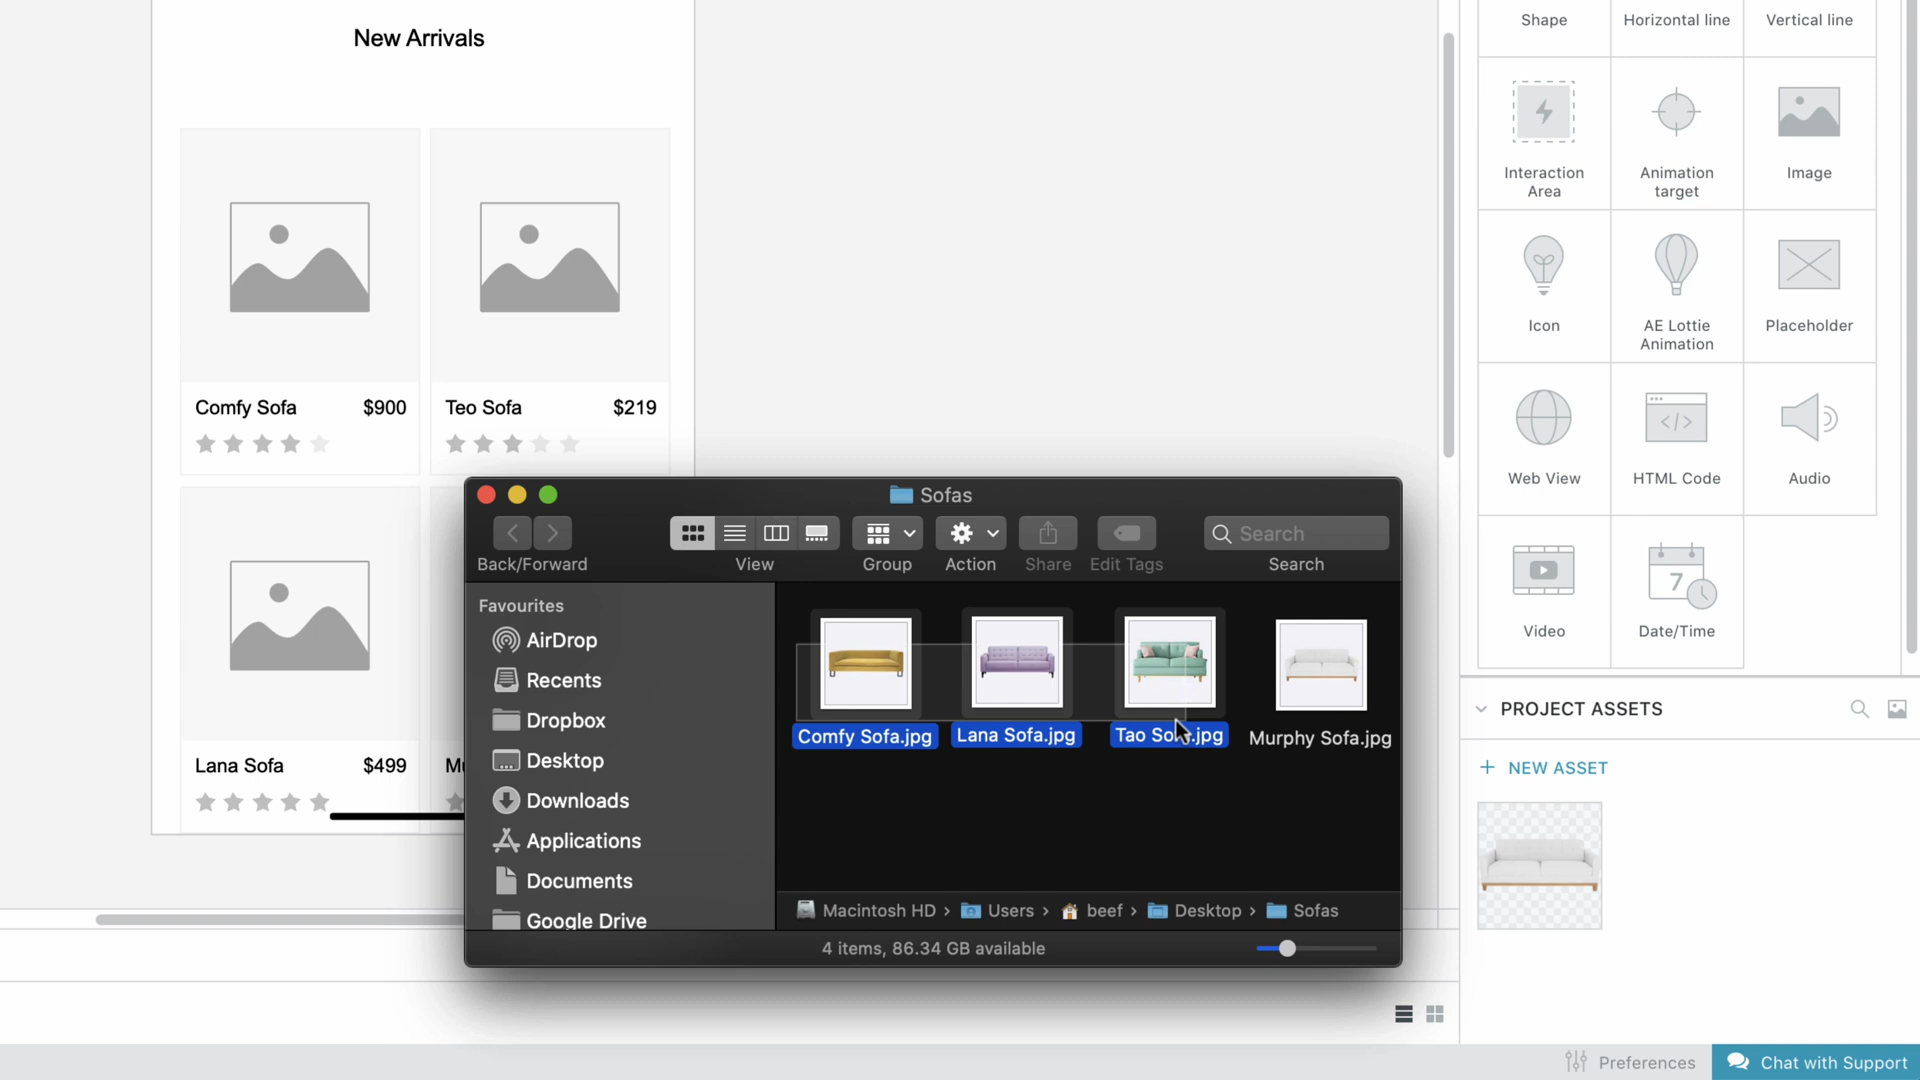 New Arrivals
Comfy Sofa $900
Teo Sofa $219
Lana Sofa $499
Shape
Horizontal line
Vertical line
Interaction
Area
Animation
target
Image
Icon
AE Lottie
Animation
Placeholder
Web View
HTML Code
</>
Audio
Video
7
Date/Time
PROJECT ASSETS
+ NEW ASSET
Sofas
Search
Back/Forward
View
Group
Action
Share
Edit Tags
Search
Favourites
AirDrop
Recents
Dropbox
Desktop
Downloads
Applications
Documents
Google Drive
Comfy Sofa.jpg
Lana Sofa.jpg
Murphy Sofa.jpg
Macintosh HD › Users › beef › Desktop › Sofas
4 items, 86.34 GB available
Preferences
Chat with Support